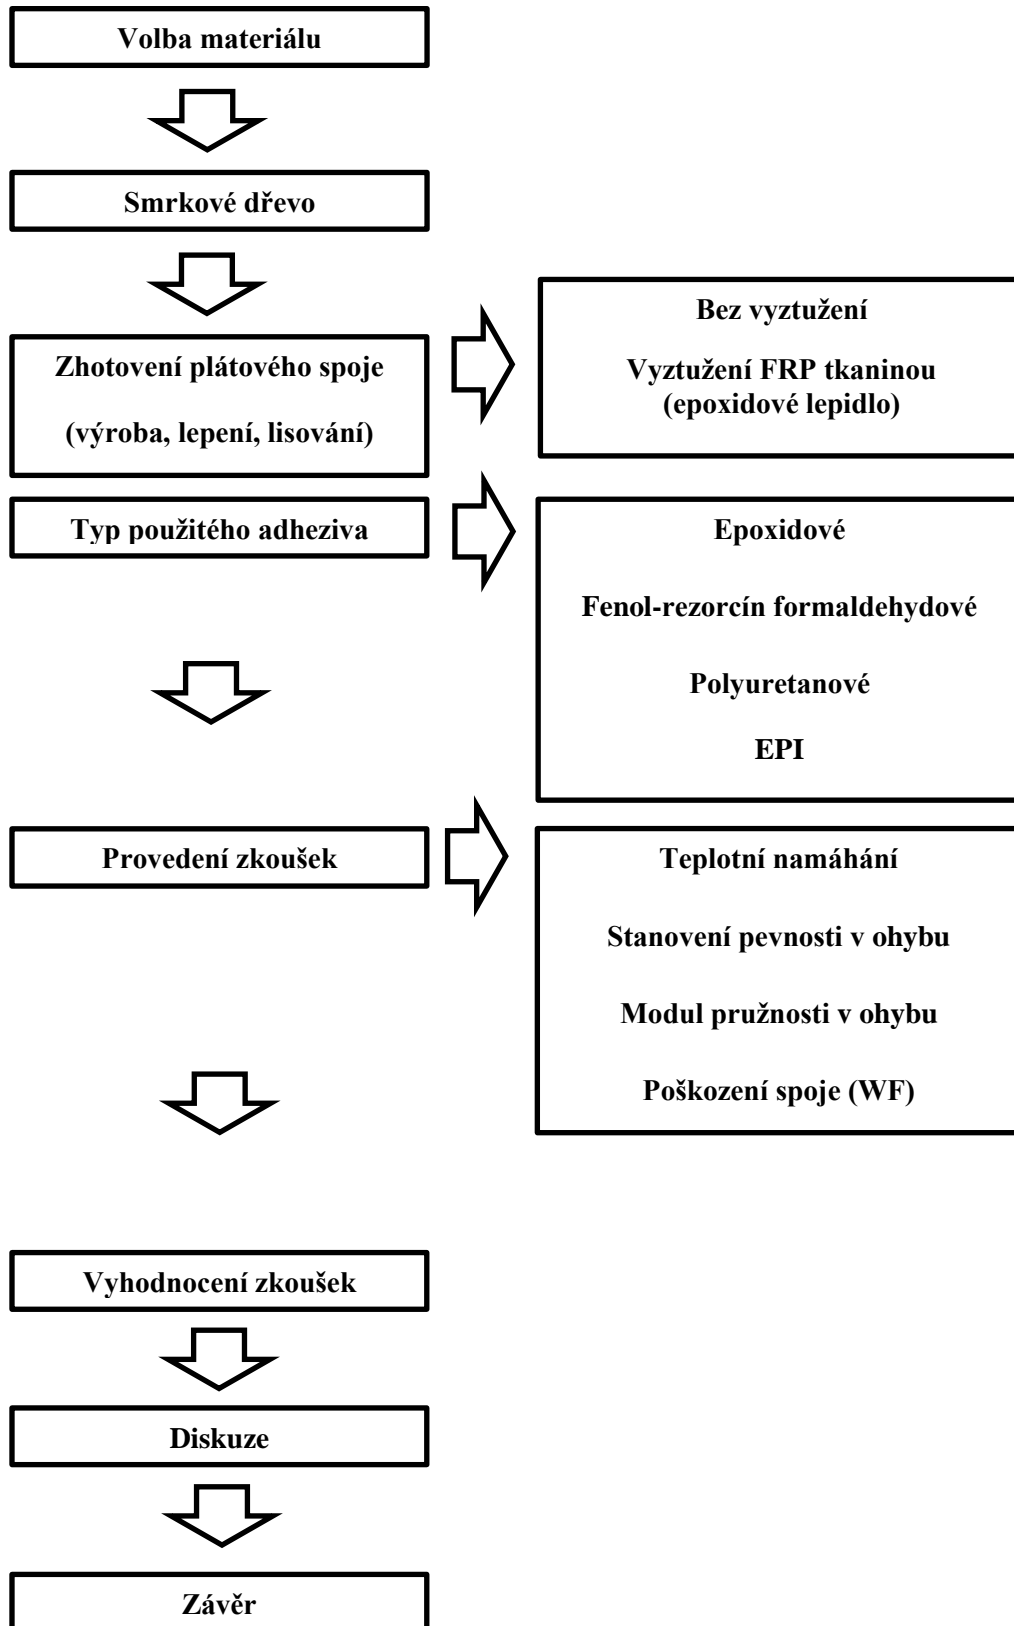 Volba materiálu
Smrkové dřevo
Zhotovení plátového spoje
(výroba, lepení, lisování)
Bez vyztužení
Vyztužení FRP tkaninou
(epoxidové lepidlo)
Typ použitého adheziva
Epoxidové
Fenol-rezorcín formaldehydové
Polyuretanové
EPI
Provedení zkoušek
Teplotní namáhání
Stanovení pevnosti v ohybu
Modul pružnosti v ohybu
Poškození spoje (WF)
Vyhodnocení zkoušek
Diskuze
Závěr